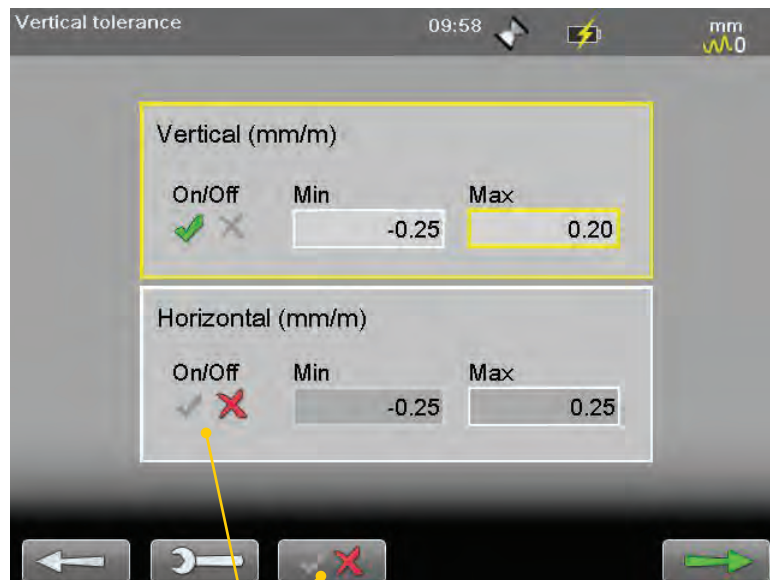 Vertical tolerance 09:58 mm
0
Vertical (mm/m)
On/Off Min Max
-0.25 0.20
Horizontal (mm/m)
On/Off Min Max
-0.25 0.25